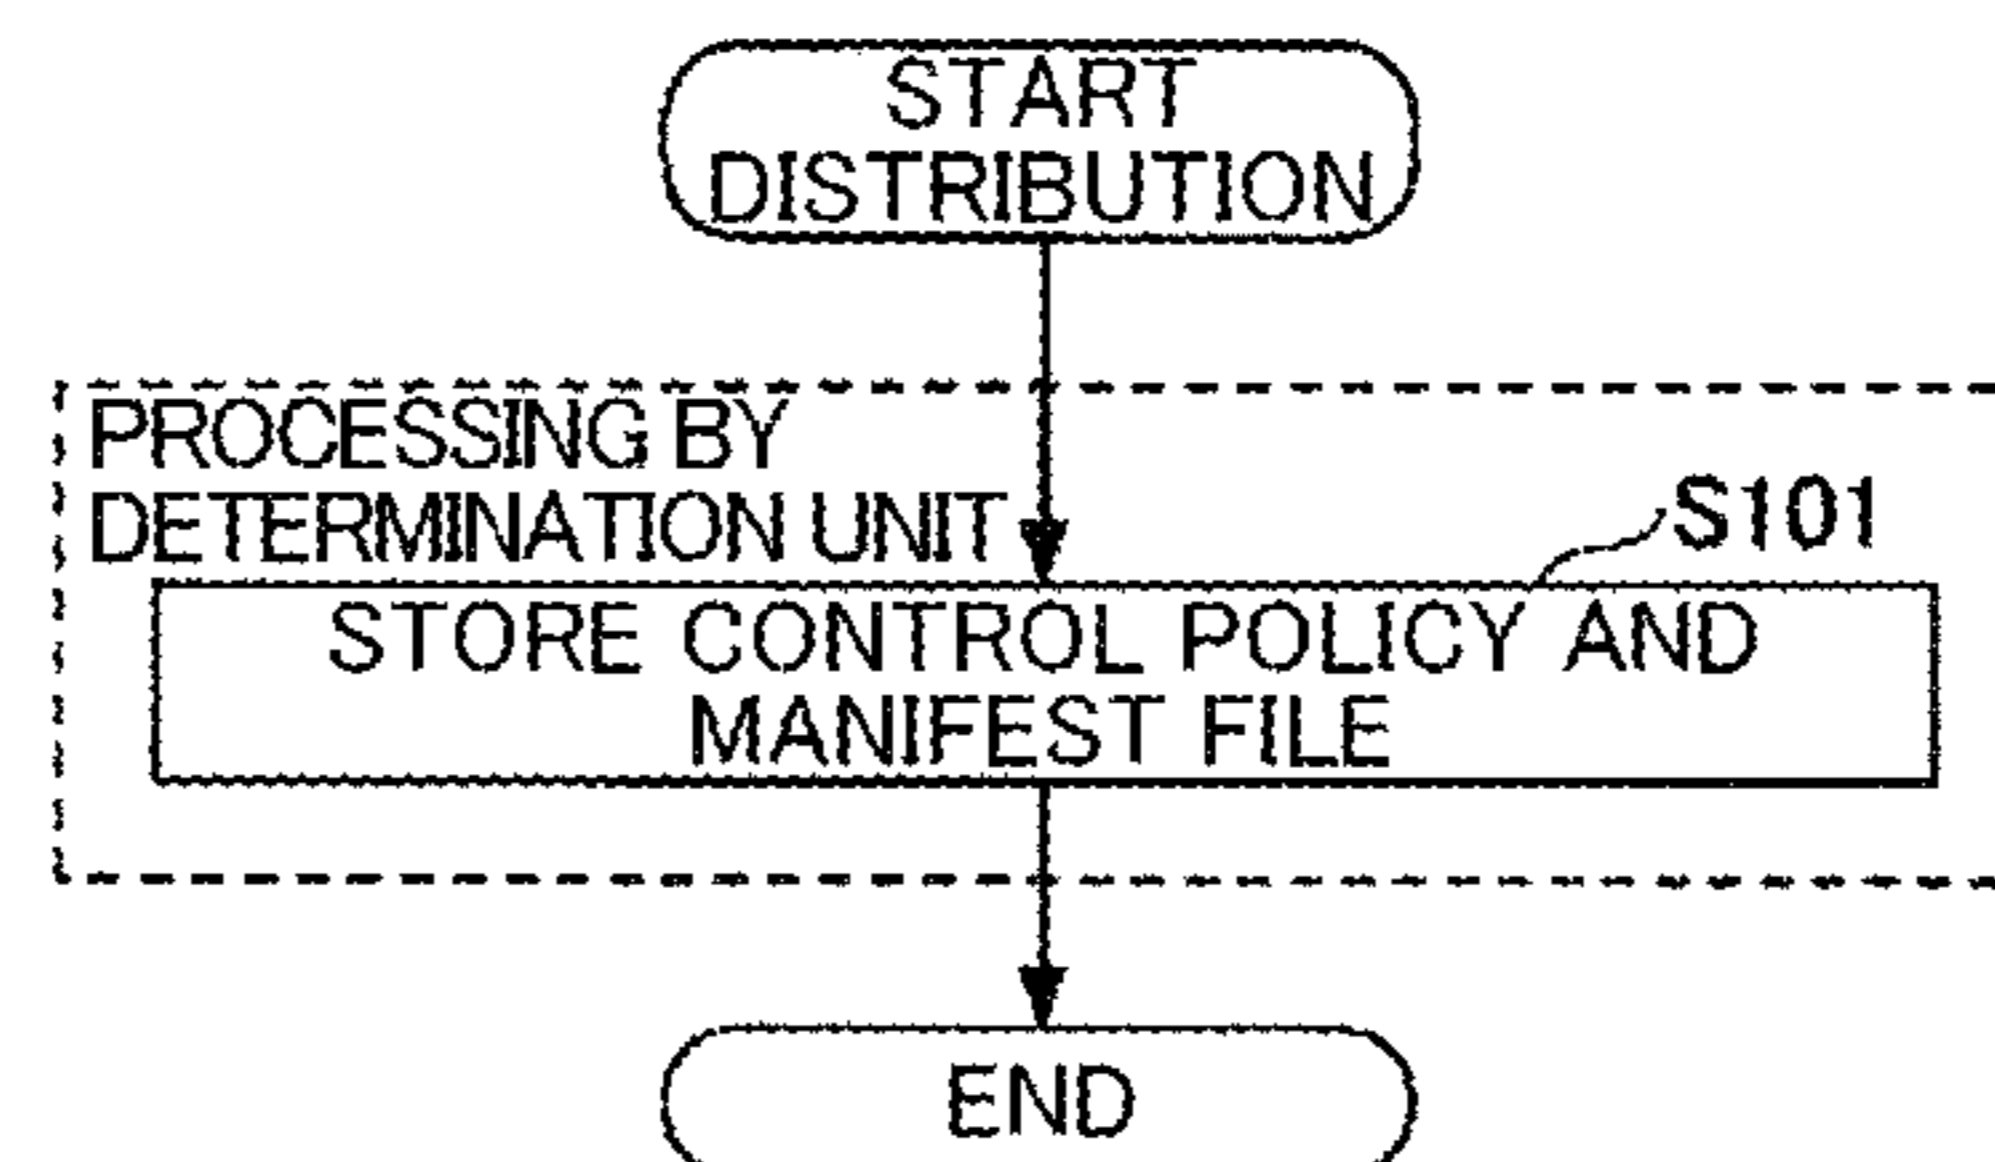 START
DISTRIBUTION
PROCESSING BY
DETERMINATION UNIT
S101
STORE CONTROL POLICY AND
MANIFEST FILE
END